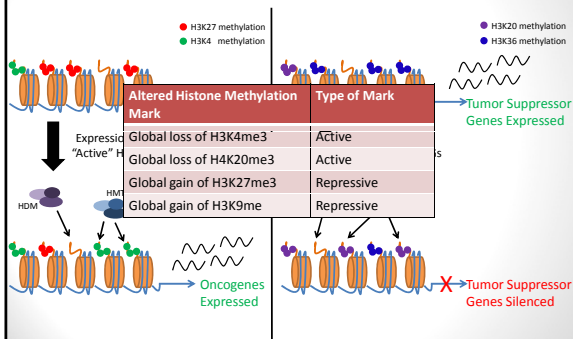 H3K27 methylation
H3K4 methylation
H3K20 methylation
H3K36 methylation
Altered Histone Methylation Mark
Type of Mark
Global loss of H3K4me3
Active
Global loss of H4K20me3
Active
Global gain of H3K27me3
Repressive
Global gain of H3K9me
Repressive
Tumor Suppressor
Genes Expressed
"Active"
HDM
HMT
Oncogenes
Expressed
X
Tumor Suppressor
Genes Silenced